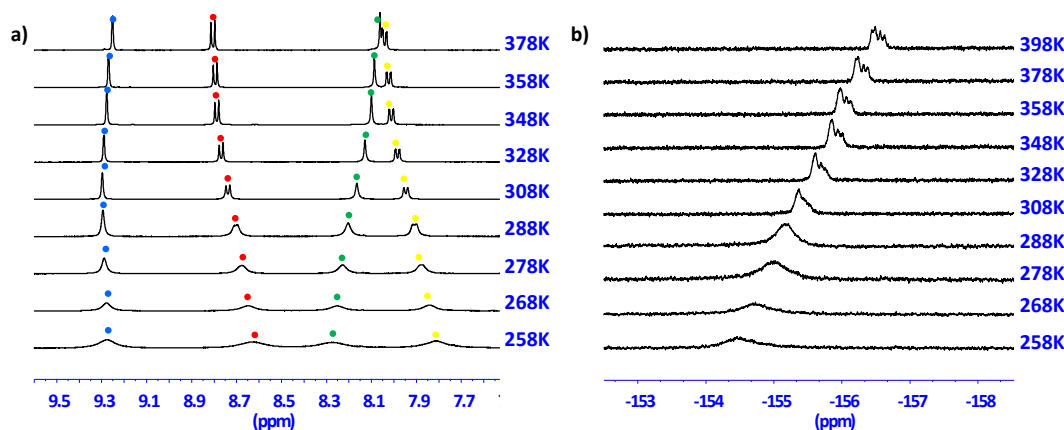 a)
378K
358K
348K
328K
308K
288K
278K
268K
258K
9.5 9.3 9.1 8.9 8.7 8.5 8.3 8.1 7.9 7.7
(ppm)
b)
398K
378K
358K
348K
328K
308K
288K
278K
268K
258K
-153 -154 -155 -156 -157 -158
(ppm)